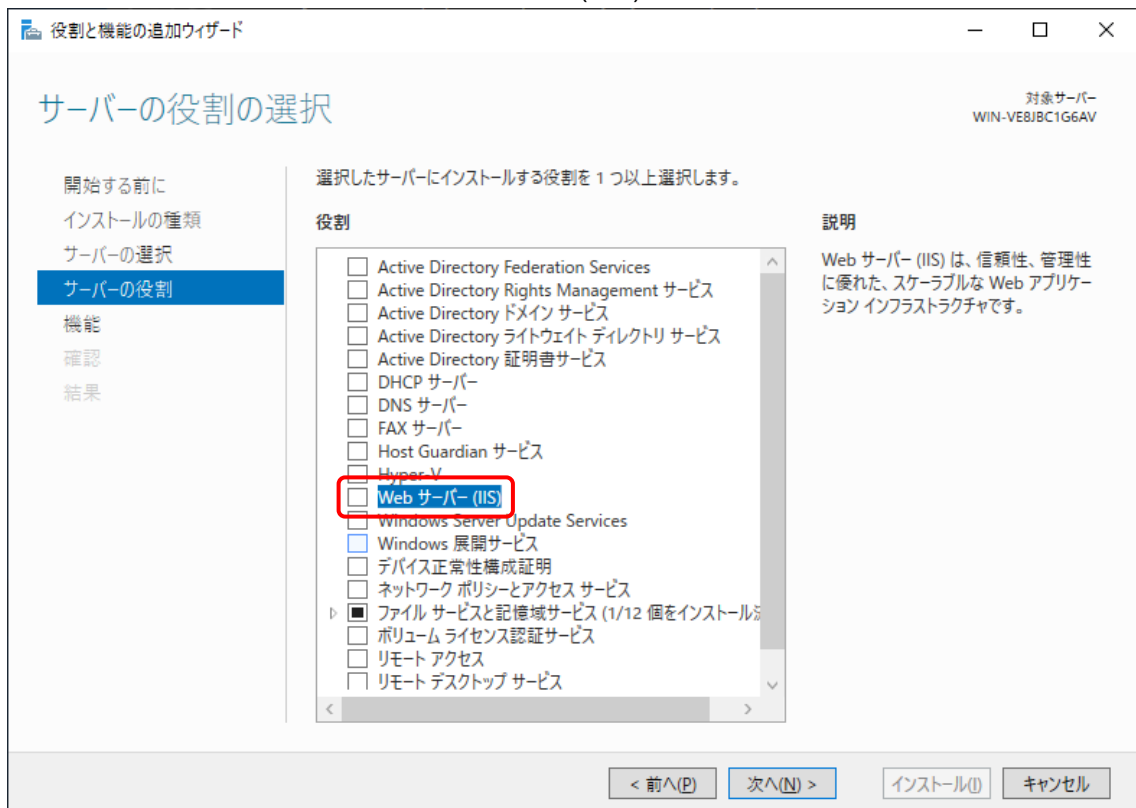 役割と機能の追加ウィザード
サーバーの役割の選択
対象サーバー
WIN-VE8JBC1G6AV
開始する前に
インストールの種類
サーバーの選択
サーバーの役割
機能
確認
結果
選択したサーバーにインストールする役割を 1 つ以上選択します。
役割
Active Directory Federation Services
Active Directory Rights Management サービス
Active Directory ドメイン サービス
Active Directory ライトウェイト ディレクトリ サービス
Active Directory 証明書サービス
DHCP サーバー
DNS サーバー
FAX サーバー
Host Guardian サービス
Hyper-V
Web サーバー (IIS)
Windows Server Update Services
Windows 展開サービス
デバイス正常性構成証明
ネットワーク ポリシーとアクセス サービス
ファイル サービスと記憶域サービス (1/12 個をインストール済
ボリューム ライセンス認証サービス
リモート アクセス
リモート デスクトップ サービス
説明
Web サーバー (IIS) は、信頼性、管理性
に優れた、スケーラブルな Web アプリケー
ション インフラストラクチャです。
< 前へ(P)
次へ(N) >
インストール(I)
キャンセル